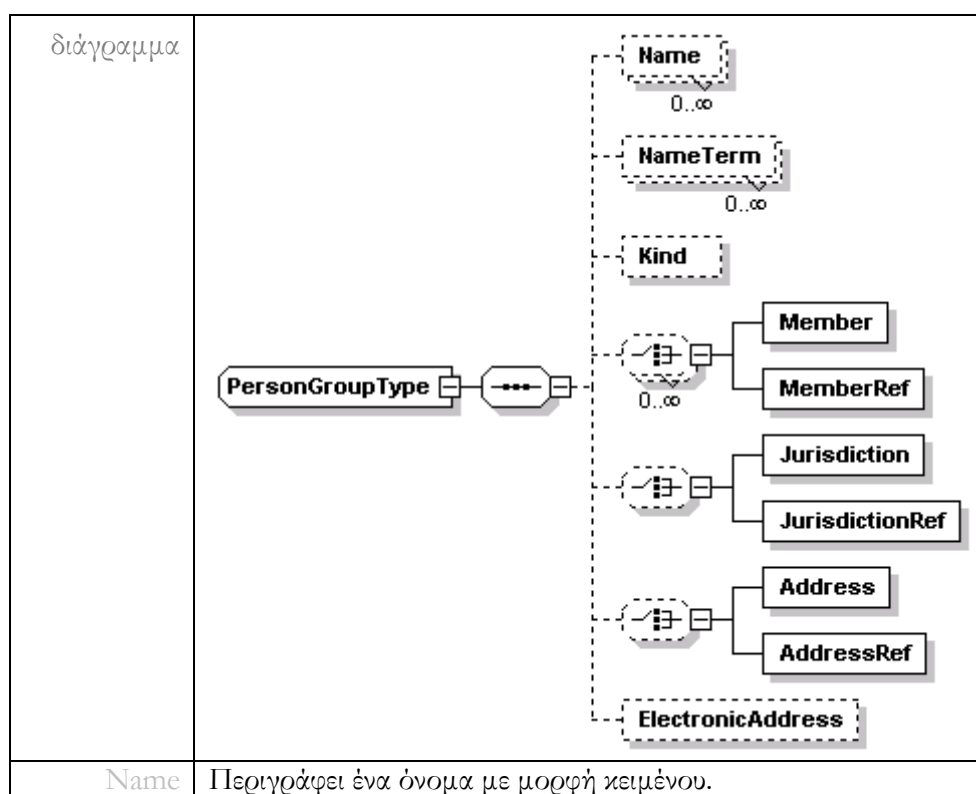 διάγραμμα
Name
0..∞
NameTerm
0..∞
Kind
Member
0..∞
MemberRef
PersonGroupType
Jurisdiction
JurisdictionRef
Address
AddressRef
ElectronicAddress
Name Περιγράφει ένα όνομα με μορφή κειμένου.